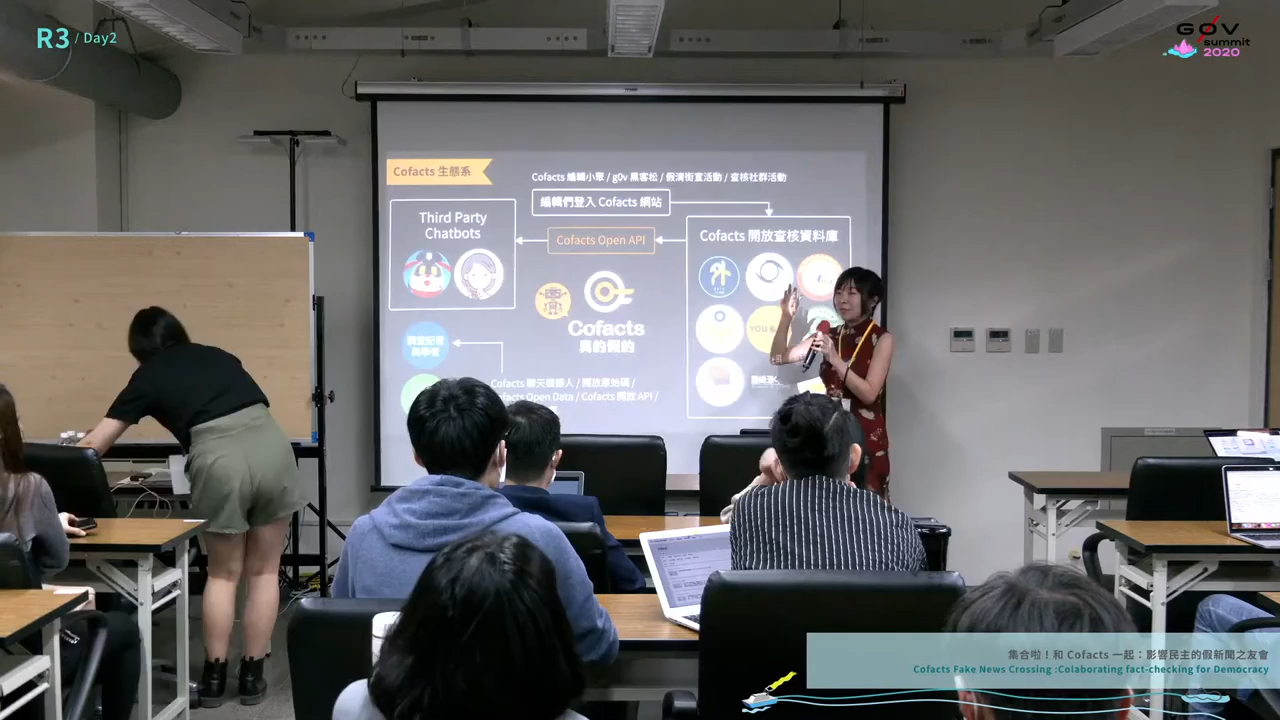 R3 / Day2
G0V
summit
2020
Cofacts 生態系
Cofacts 編輯小聚 / g0v 黑客松 / 假消街宣活動 / 查核社群活動
編輯們登入 Cofacts 網站
Third Party
Chatbots
Cofacts Open API
Cofacts 開放查核資料庫
Cofacts
真的假的
YOU
Cofacts 聊天機器人 / 開放原始碼 /
Open Data / Cofacts 開放 API /
集合啦！和 Cofacts 一起：影響民主的假新聞之友會
Cofacts Fake News Crossing :Colaborating fact-checking for Democracy